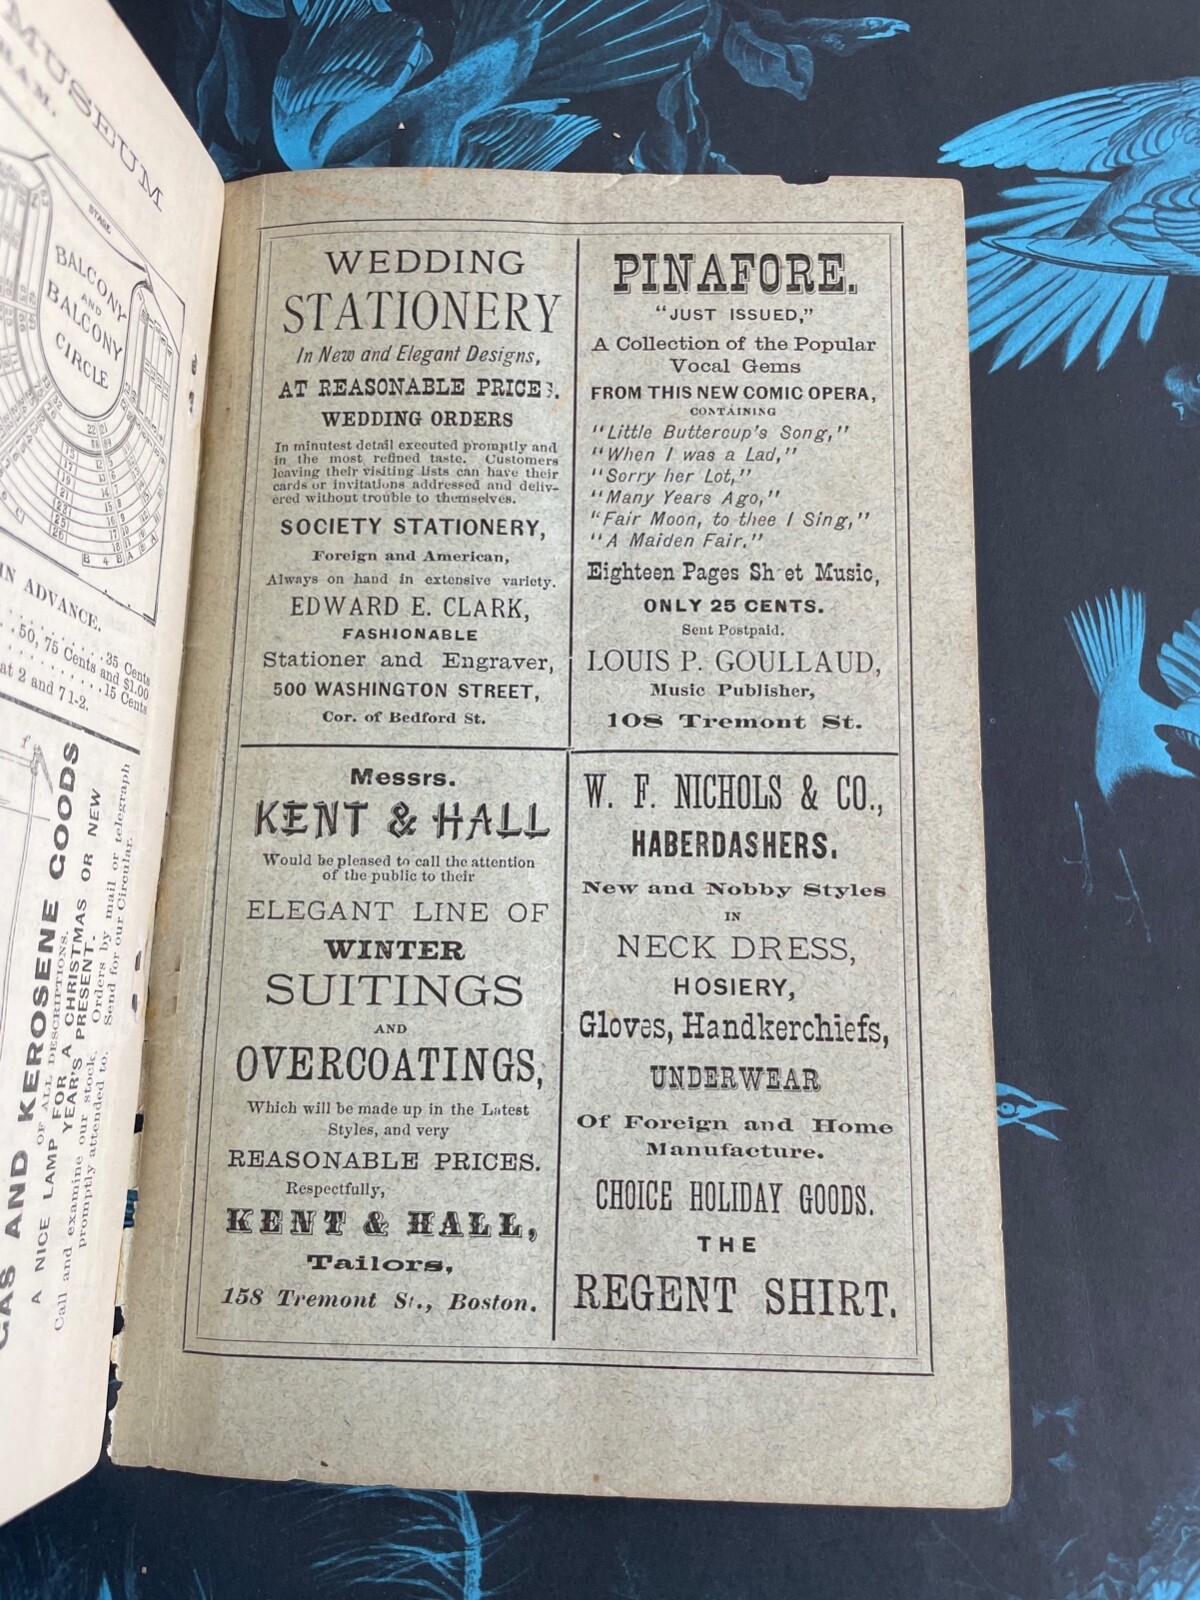 MUSEUM
STAGE
BALCONY
AND
BALCONY
CIRCLE
IN ADVANCE.
35 Cents
50, 75 Cents and $1.00
15 Cents
at 2 and 7 1-2.
GAS AND KEROSENE GOODS
OF ALL DESCRIPTIONS.
A NICE LAMP FOR A CHRISTMAS OR NEW
YEAR'S PRESENT.
Call and examine our stock. Orders by mail or telegraph
promptly attended to. Send for our Circular.
WEDDING
STATIONERY
In New and Elegant Designs,
AT REASONABLE PRICES.
WEDDING ORDERS
In minutest detail executed promptly and
in the most refined taste. Customers
leaving their visiting lists can have their
cards or invitations addressed and deliv-
ered without trouble to themselves.
SOCIETY STATIONERY,
Foreign and American,
Always on hand in extensive variety.
EDWARD E. CLARK,
FASHIONABLE
Stationer and Engraver,
500 WASHINGTON STREET,
Cor. of Bedford St.
PINAFORE.
"JUST ISSUED,"
A Collection of the Popular
Vocal Gems
FROM THIS NEW COMIC OPERA,
CONTAINING
"Little Buttercup's Song,"
"When I was a Lad,"
"Sorry her Lot,"
"Many Years Ago,"
"Fair Moon, to thee I Sing,"
"A Maiden Fair."
Eighteen Pages Sheet Music,
ONLY 25 CENTS.
Sent Postpaid.
LOUIS P. GOULLAUD,
Music Publisher,
108 Tremont St.
Messrs.
KENT & HALL
Would be pleased to call the attention
of the public to their
ELEGANT LINE OF
WINTER
SUITINGS
AND
OVERCOATINGS,
Which will be made up in the Latest
Styles, and very
REASONABLE PRICES.
Respectfully,
KENT & HALL,
Tailors,
158 Tremont St., Boston.
W. F. NICHOLS & CO.,
HABERDASHERS.
New and Nobby Styles
IN
NECK DRESS,
HOSIERY,
Gloves, Handkerchiefs,
UNDERWEAR
Of Foreign and Home
Manufacture.
CHOICE HOLIDAY GOODS.
THE
REGENT SHIRT.